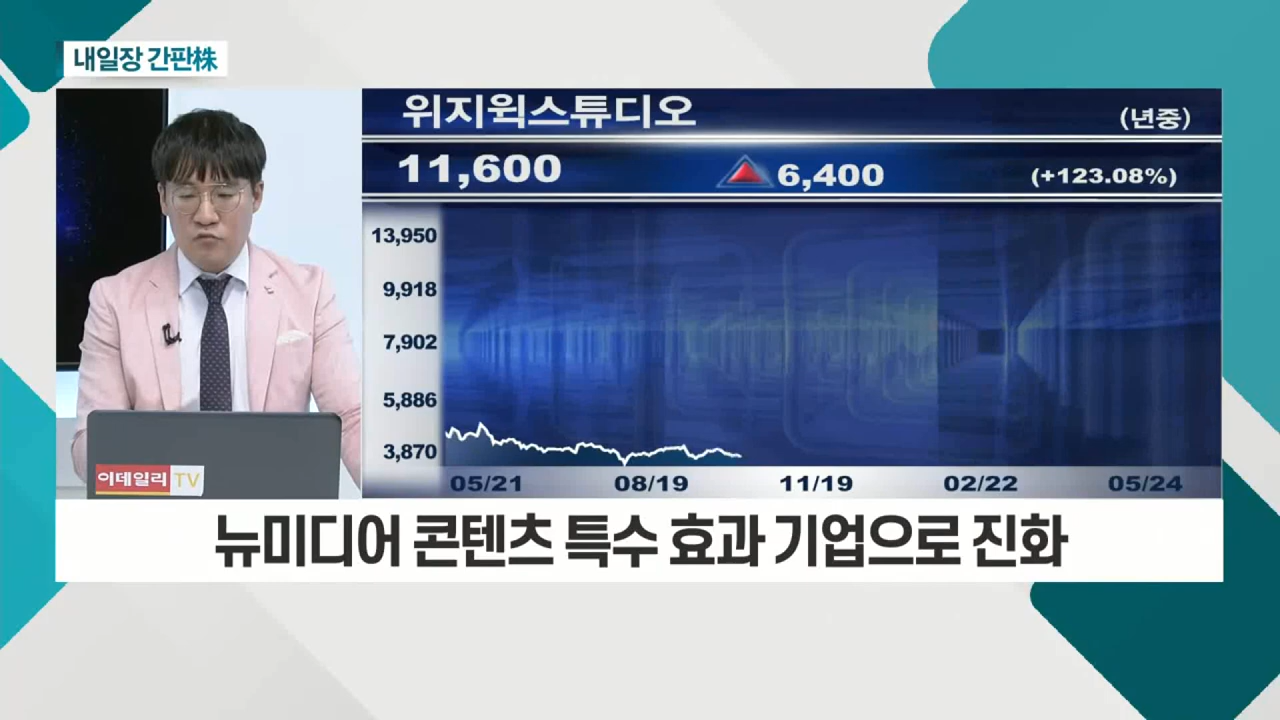 내일장 간판株
위지윅스튜디오 (년중)
11,600 6,400 (+123.08%)
13,950
9,918
7,902
5,886
3,870
05/21 08/19 11/19 02/22 05/24
이데일리 TV
뉴미디어 콘텐츠 특수 효과 기업으로 진화